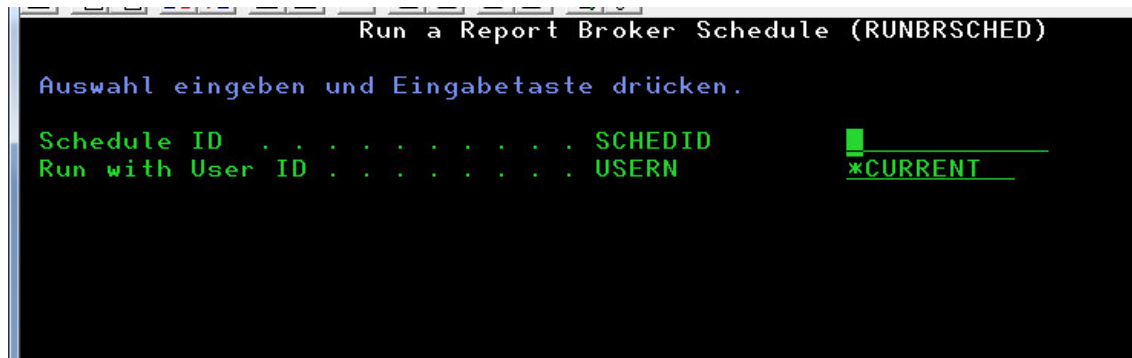 Run a Report Broker Schedule (RUNBRSCHED)
Auswahl eingeben und Eingabetaste drücken.
Schedule ID . . . . . . . . . . SCHEDID
Run with User ID . . . . . . . . USERN *CURRENT